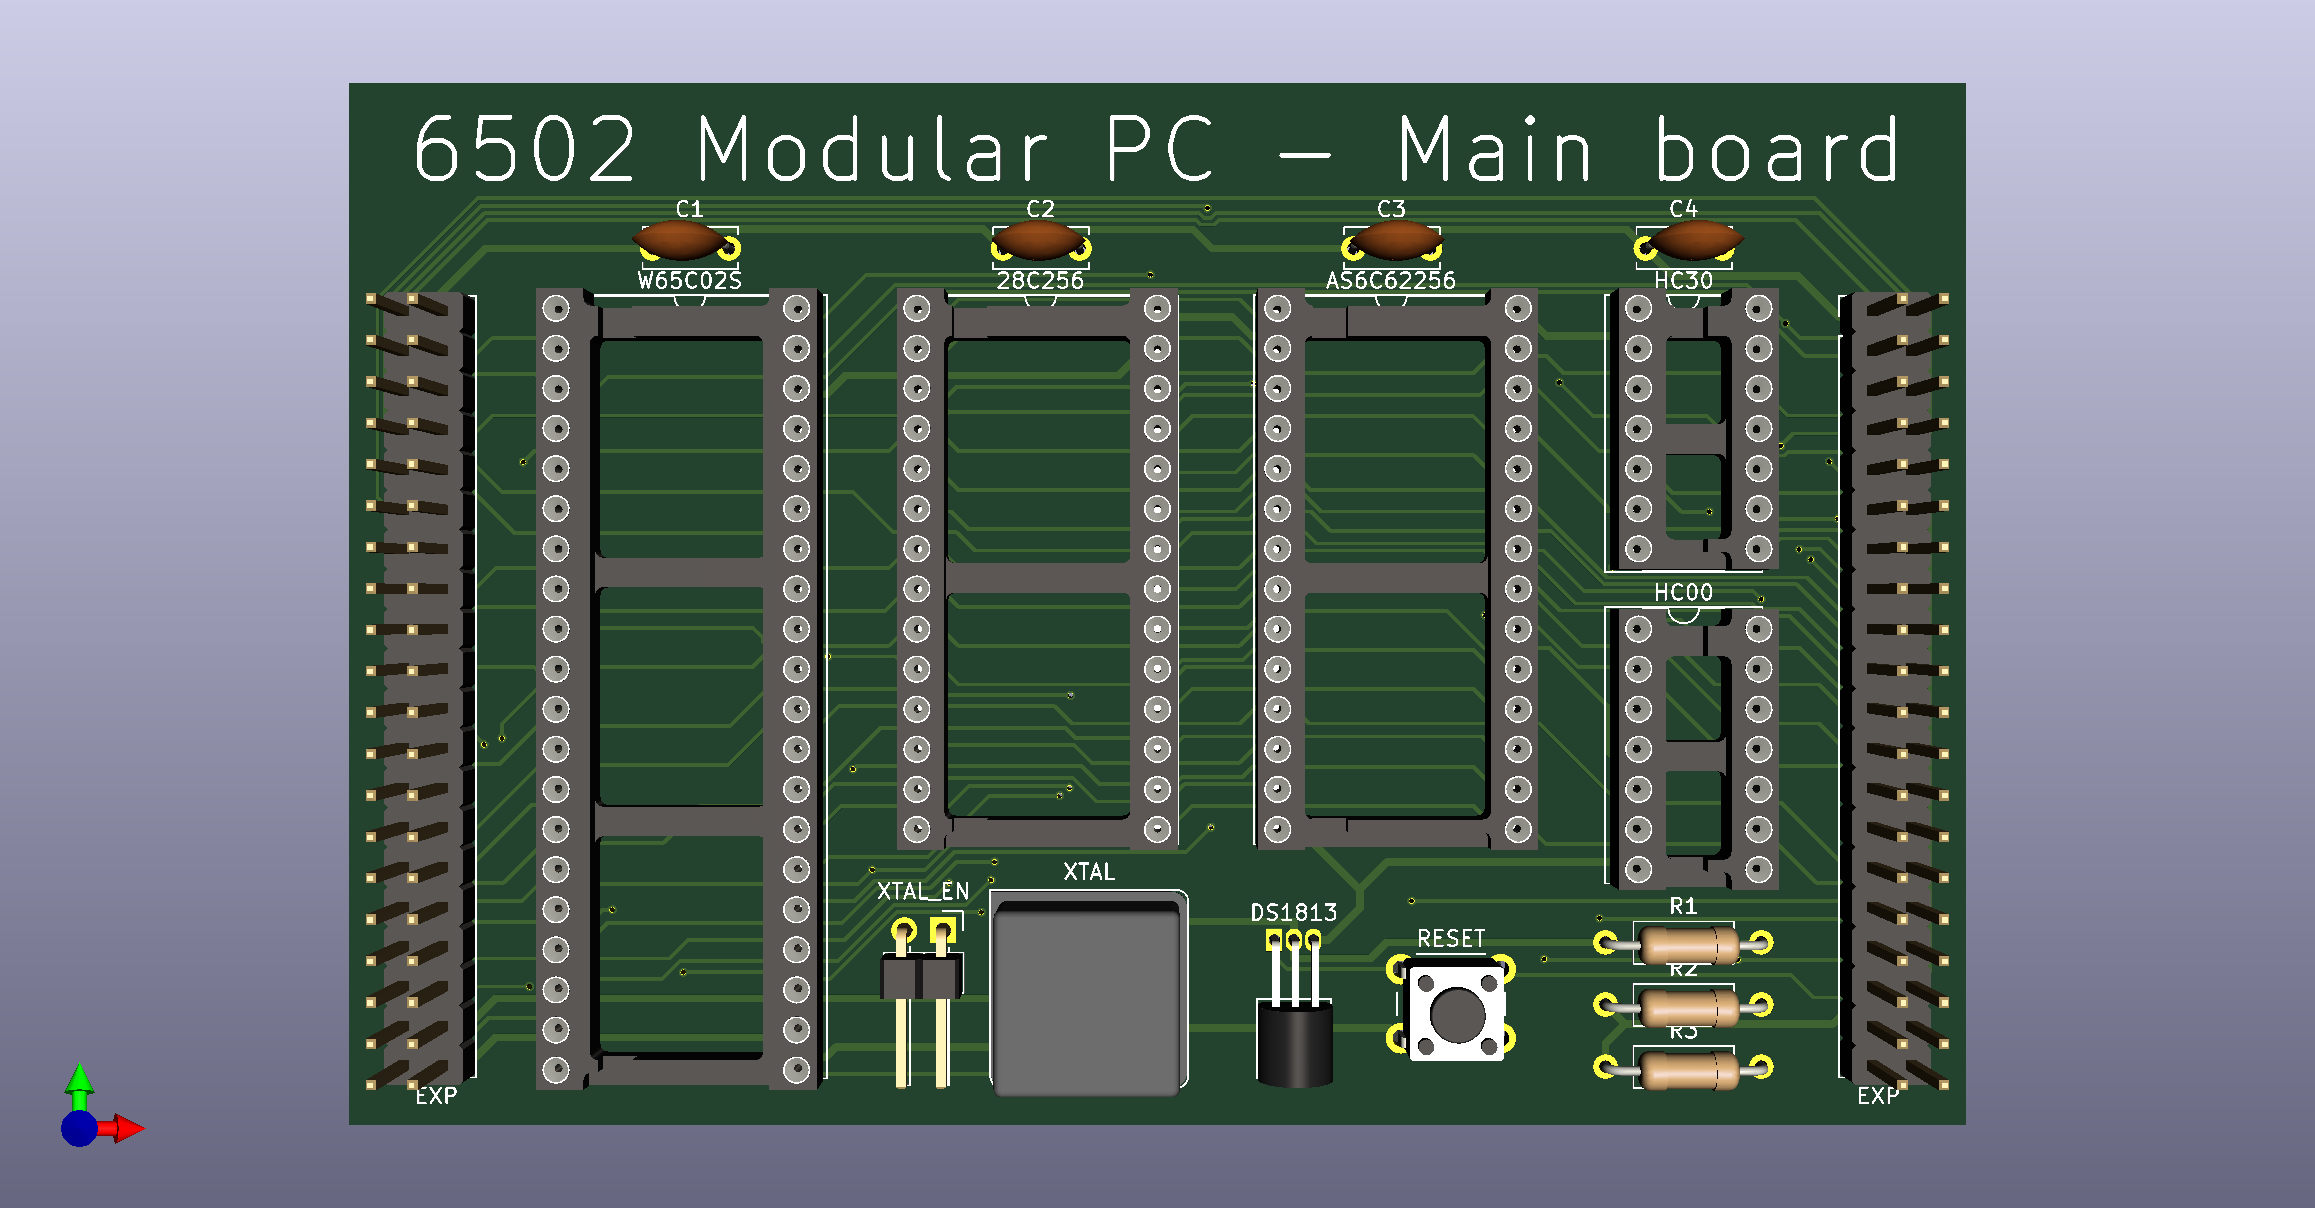 6502 Modular PC - Main board
C1
C2
C3
C4
W65C02S
28C256
AS6C62256
HC30
HC00
XTAL
XTAL_EN
DS1813
RESET
R1
R2
R3
EXP
EXP